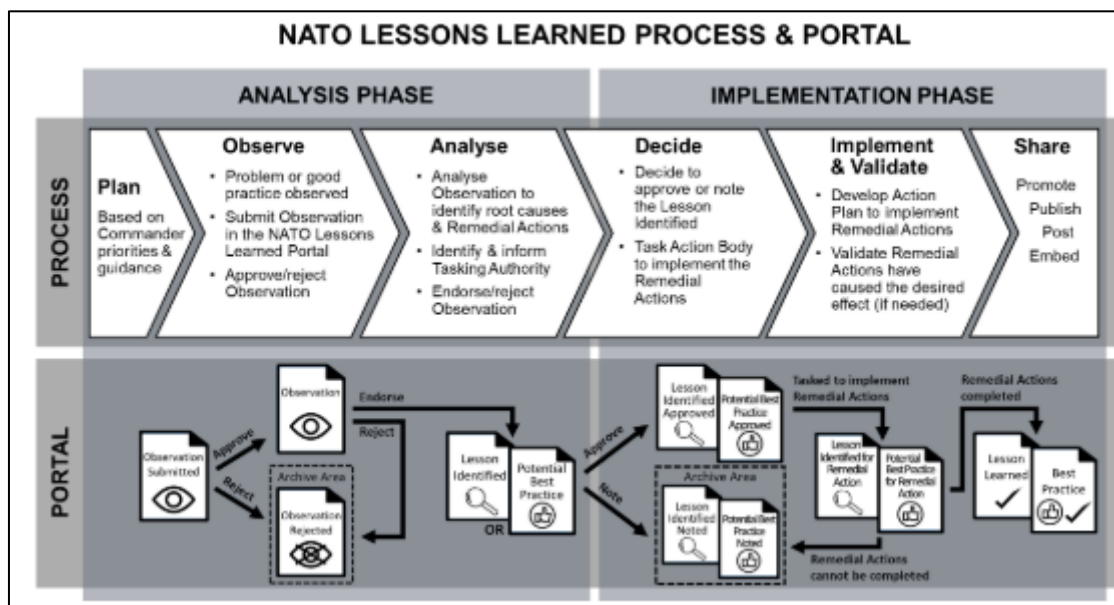 NATO LESSONS LEARNED PROCESS & PORTAL
ANALYSIS PHASE
IMPLEMENTATION PHASE
PROCESS
Plan
Based on
Commander
priorities &
guidance
Observe
• Problem or good
practice observed
• Submit Observation
in the NATO Lessons
Learned Portal
• Approve/reject
Observation
Analyse
• Analyse
Observation to
identify root causes
& Remedial Actions
• Identify & inform
Tasking Authority
• Endorse/reject
Observation
Decide
• Decide to
approve or note
the Lesson
Identified
• Task Action Body
to implement the
Remedial
Actions
Implement
& Validate
• Develop Action
Plan to implement
Remedial Actions
• Validate Remedial
Actions have
caused the desired
effect (if needed)
Share
Promote
Publish
Post
Embed
PORTAL
Observation
Submitted
Approve
Reject
Observation
Endorse
Reject
Archive Area
Observation
Rejected
Lesson
Identified
OR
Potential
Best
Practice
Approve
Note
Lesson
Identified
Approved
Potential Best
Practice
Approved
Archive Area
Lesson
Identified
Noted
Potential Best
Practice
Noted
Tasked to implement
Remedial Actions
Lesson
Identified for
Remedial
Action
Potential
Best Practice
for Remedial
Action
Remedial Actions
cannot be completed
Remedial Actions
completed
Lesson
Learned
Best
Practice